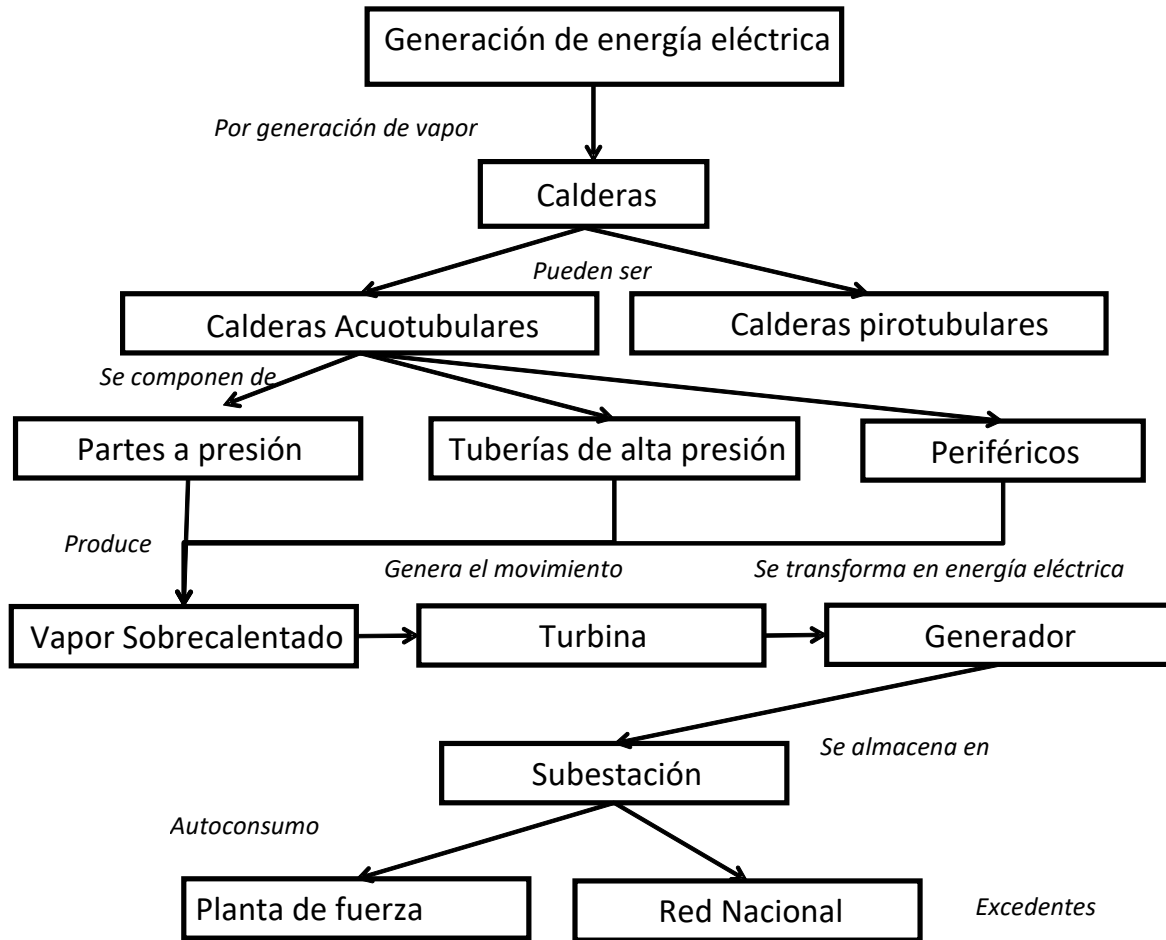 Generación de energía eléctrica
Por generación de vapor
Calderas
Pueden ser
Calderas Acuotubulares
Calderas pirotubulares
Se componen de
Partes a presión
Tuberías de alta presión
Periféricos
Produce
Genera el movimiento
Se transforma en energía eléctrica
Vapor Sobrecalentado
Turbina
Generador
Se almacena en
Subestación
Autoconsumo
Planta de fuerza
Red Nacional
Excedentes